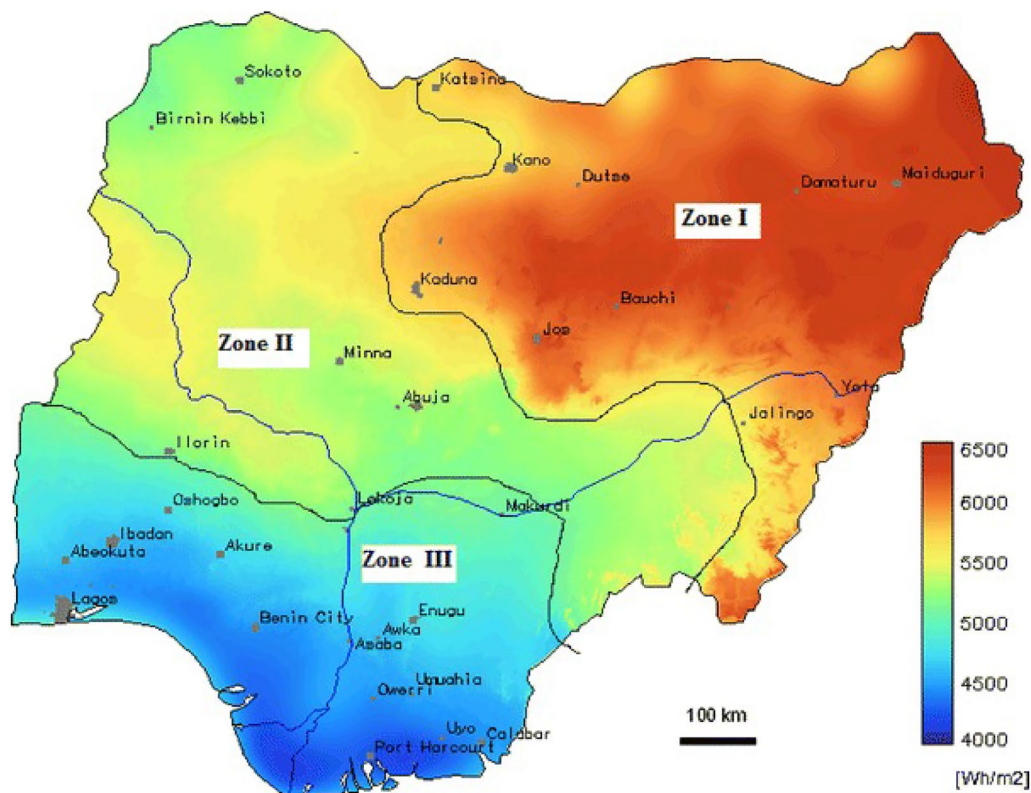 Sokoto
Katsina
Birnin Kebbi
Kano
Dutse
Damaturu
Maiduguri
Zone I
Kaduna
Bauchi
Jos
Zone II
Minna
Yola
Abuja
Jalingo
Ilorin
6500
6000
5500
5000
4500
4000
[Wh/m2]
Oshogbo
Lokoja
Makurdi
Ibadan
Abeokuta
Akure
Zone III
Lagos
Benin City
Enugu
Awka
Asaba
Umuahia
Owerri
100 km
Uyo
Calabar
Port Harcourt